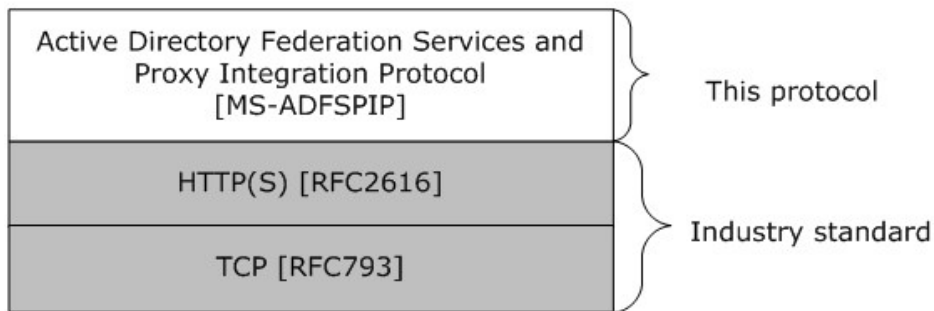 Active Directory Federation Services and
Proxy Integration Protocol
[MS-ADFSPIP]
This protocol
HTTP(S) [RFC2616]
Industry standard
TCP [RFC793]